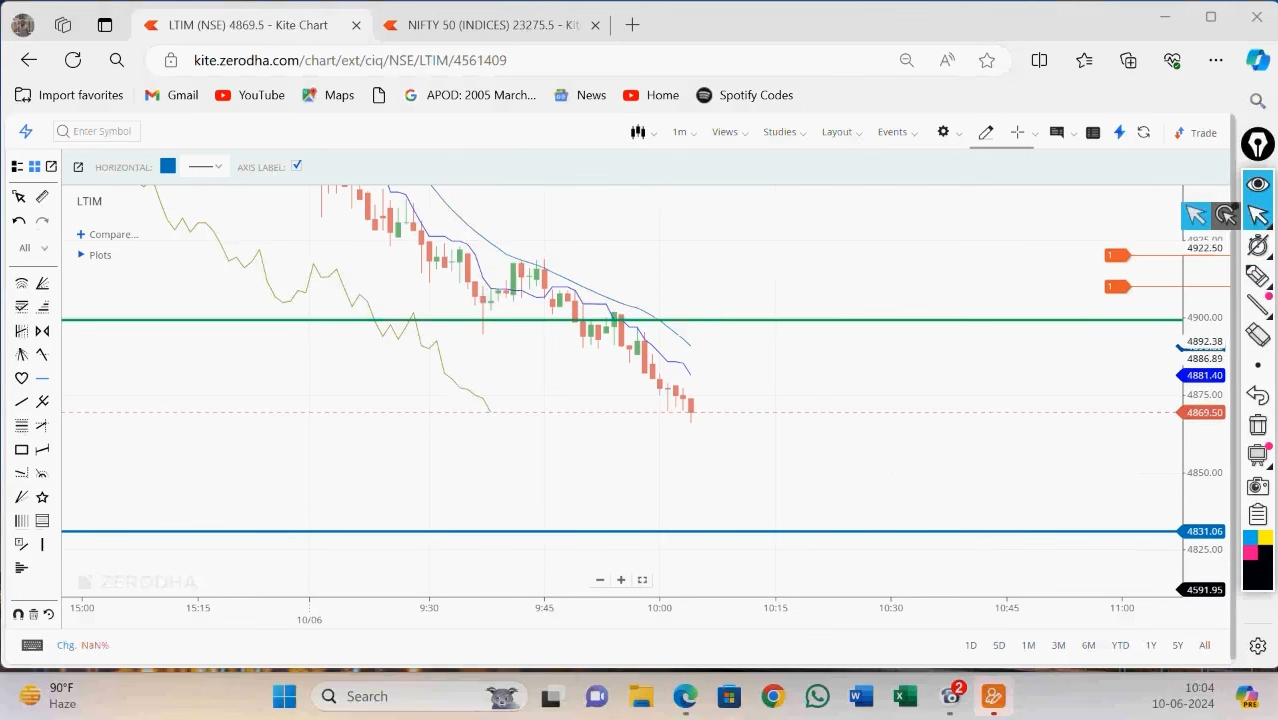 LTIM (NSE) 4869.5 - Kite Chart
NIFTY 50 (INDICES) 23275.5 - Kit
kite.zerodha.com/chart/ext/ciq/NSE/LTIM/4561409
Import favorites Gmail YouTube Maps APOD: 2005 March... News Home Spotify Codes
Enter Symbol 1m Views Studies Layout Events Trade
HORIZONTAL: AXIS LABEL:
LTIM
Compare...
Plots
All
1
1
4922.50
4900.00
4892.38
4886.89
4881.40
4875.00
4869.50
4850.00
4831.06
4825.00
4591.95
ZERODHA
15:00 15:15 9:30 9:45 10:00 10:15 10:30 10:45 11:00
10/06
Chg. NaN% 1D 5D 1M 3M 6M YTD 1Y 5Y All
90°F
Haze
Search
2
PRE
10:04
10-06-2024